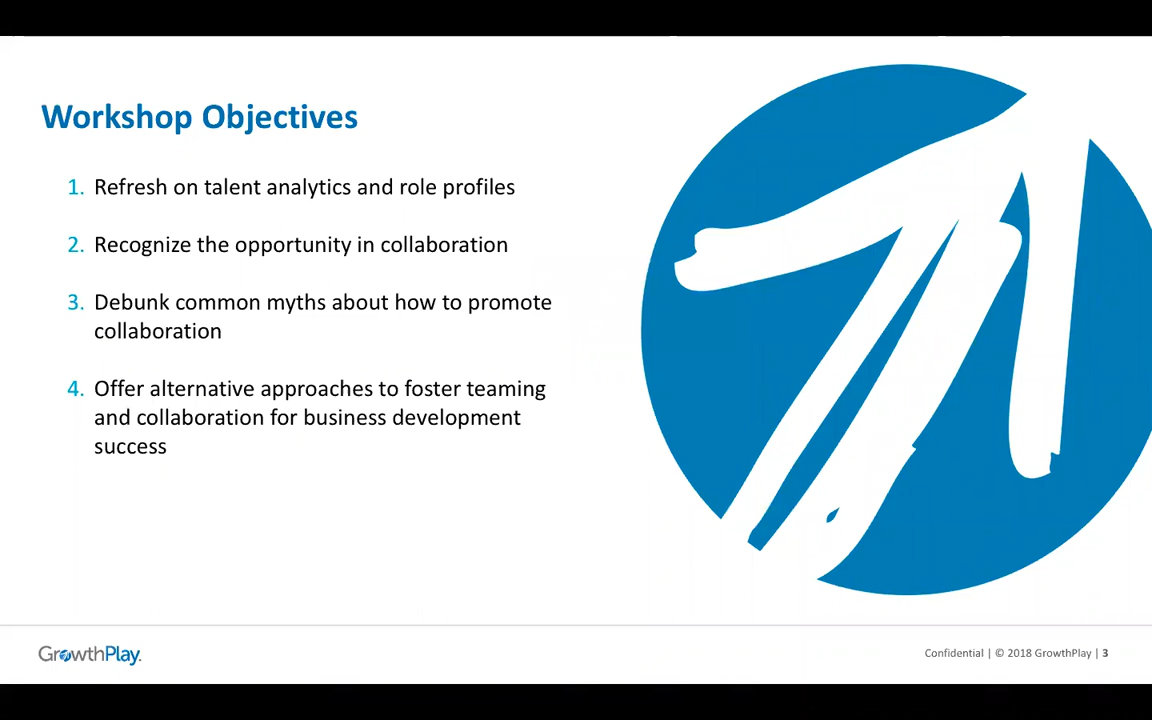 Workshop Objectives
1. Refresh on talent analytics and role profiles
2. Recognize the opportunity in collaboration
3. Debunk common myths about how to promote
collaboration
4. Offer alternative approaches to foster teaming
and collaboration for business development
success
GrowthPlay.
Confidential | © 2018 GrowthPlay | 3